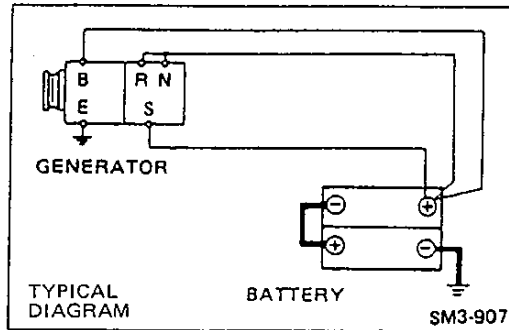 B R N
E S
GENERATOR
− +
+ −
TYPICAL
DIAGRAM
BATTERY
SM3-907